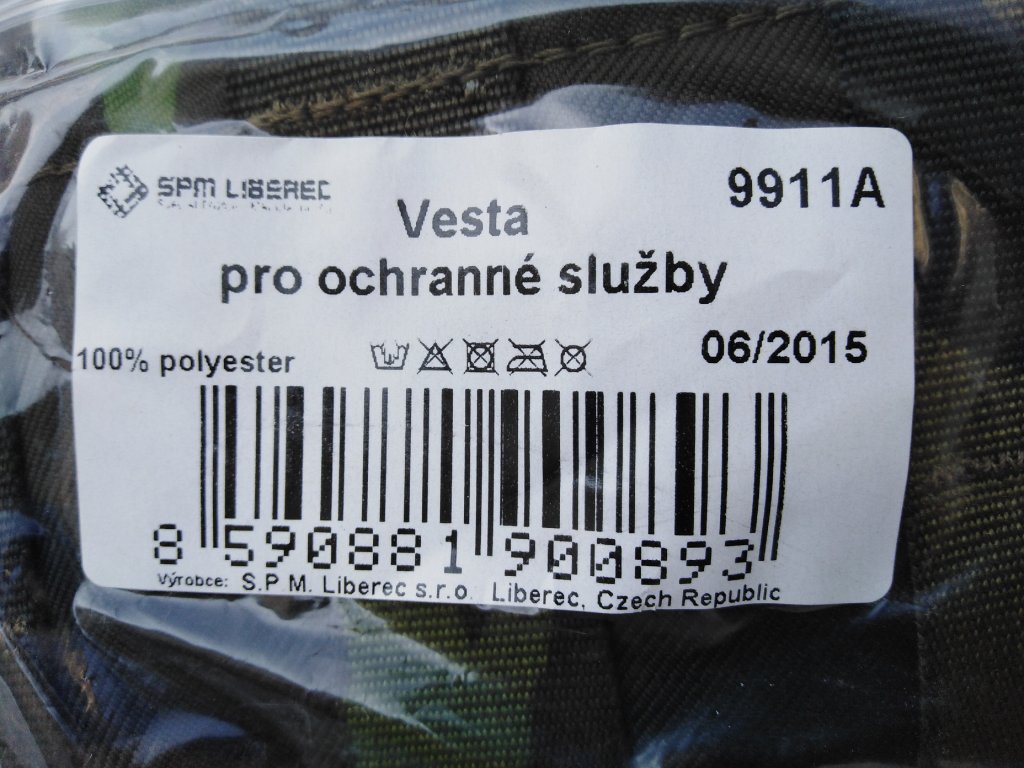 SPM LIBEREC
9911A
Vesta
pro ochranné služby
100% polyester
06/2015
8 590881 900893
Výrobce: S.P M. Liberec s.r.o. Liberec, Czech Republic